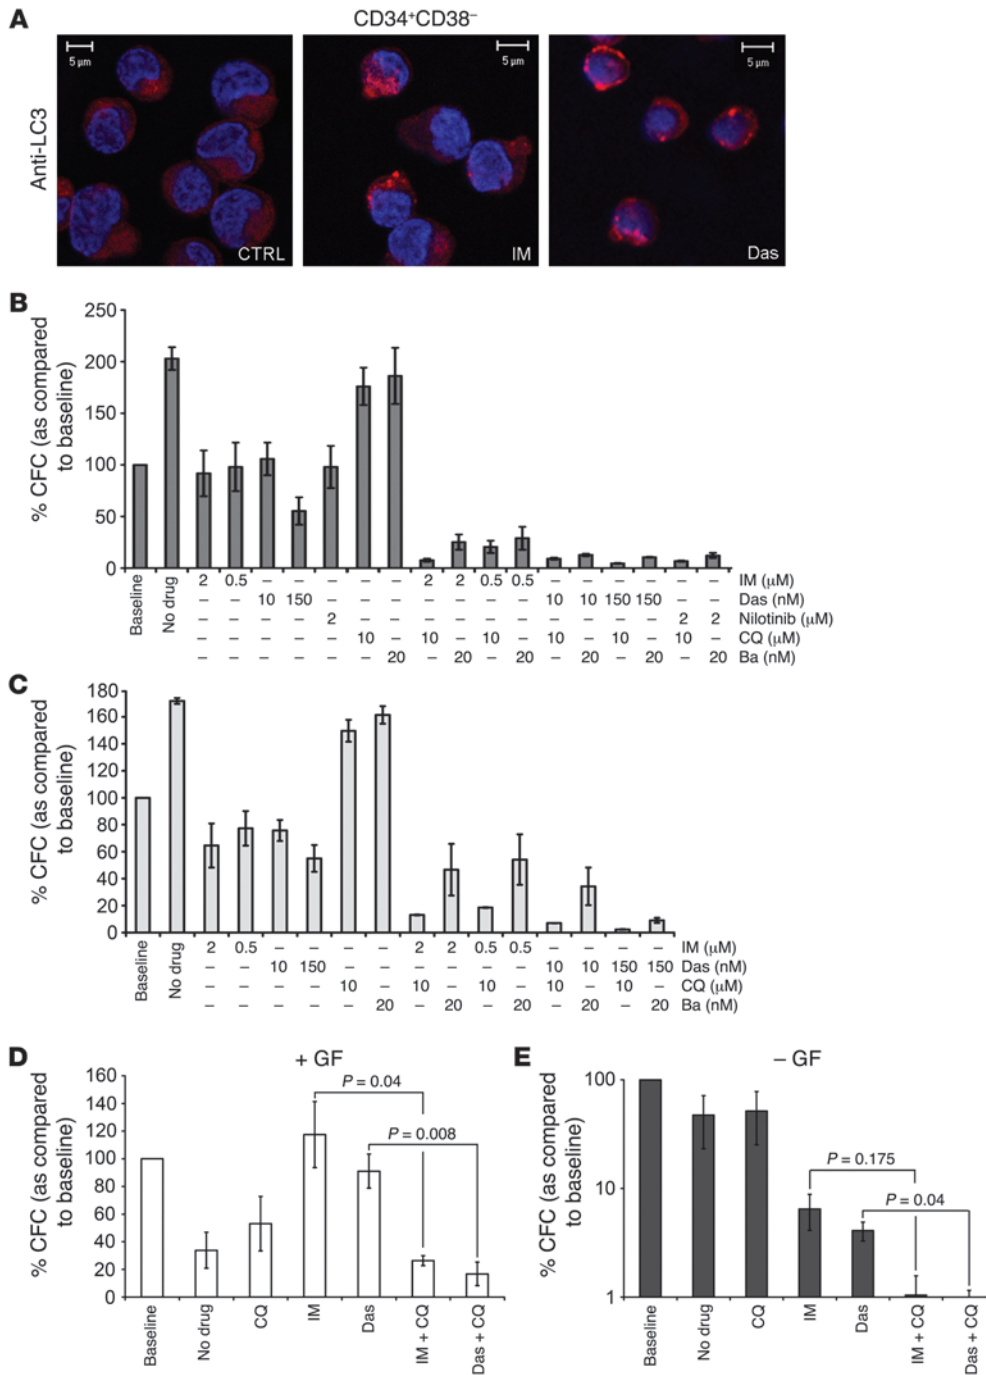 A
CD34+CD38–
Anti-LC3
5 µm
CTRL
5 µm
IM
5 µm
Das
B
% CFC (as compared
to baseline)
250
200
150
100
50
0
Baseline
No drug
2 0.5 – – – – – 2 2 0.5 0.5 – – – – – – IM (µM)
– – 10 150 – – – – – – – 10 10 150 150 – – Das (nM)
– – – – 2 – – – – – – – – – – 2 2 Nilotinib (µM)
– – – – – 10 – 10 – 10 – 10 – 10 – 10 – CQ (µM)
– – – – – – 20 – 20 – 20 – 20 – 20 – 20 Ba (nM)
C
% CFC (as compared
to baseline)
180
160
140
120
100
80
60
40
20
0
Baseline
No drug
2 0.5 – – – – 2 2 0.5 0.5 – – – – IM (µM)
– – 10 150 – – – – – – 10 10 150 150 Das (nM)
– – – – 10 – 10 – 10 – 10 – 10 – CQ (µM)
– – – – – 20 – 20 – 20 – 20 – 20 Ba (nM)
D
+ GF
% CFC (as compared
to baseline)
160
140
120
100
80
60
40
20
0
P = 0.04
P = 0.008
Baseline
No drug
CQ
IM
Das
IM + CQ
Das + CQ
E
– GF
% CFC (as compared
to baseline)
100
10
1
P = 0.175
P = 0.04
Baseline
No drug
CQ
IM
Das
IM + CQ
Das + CQ